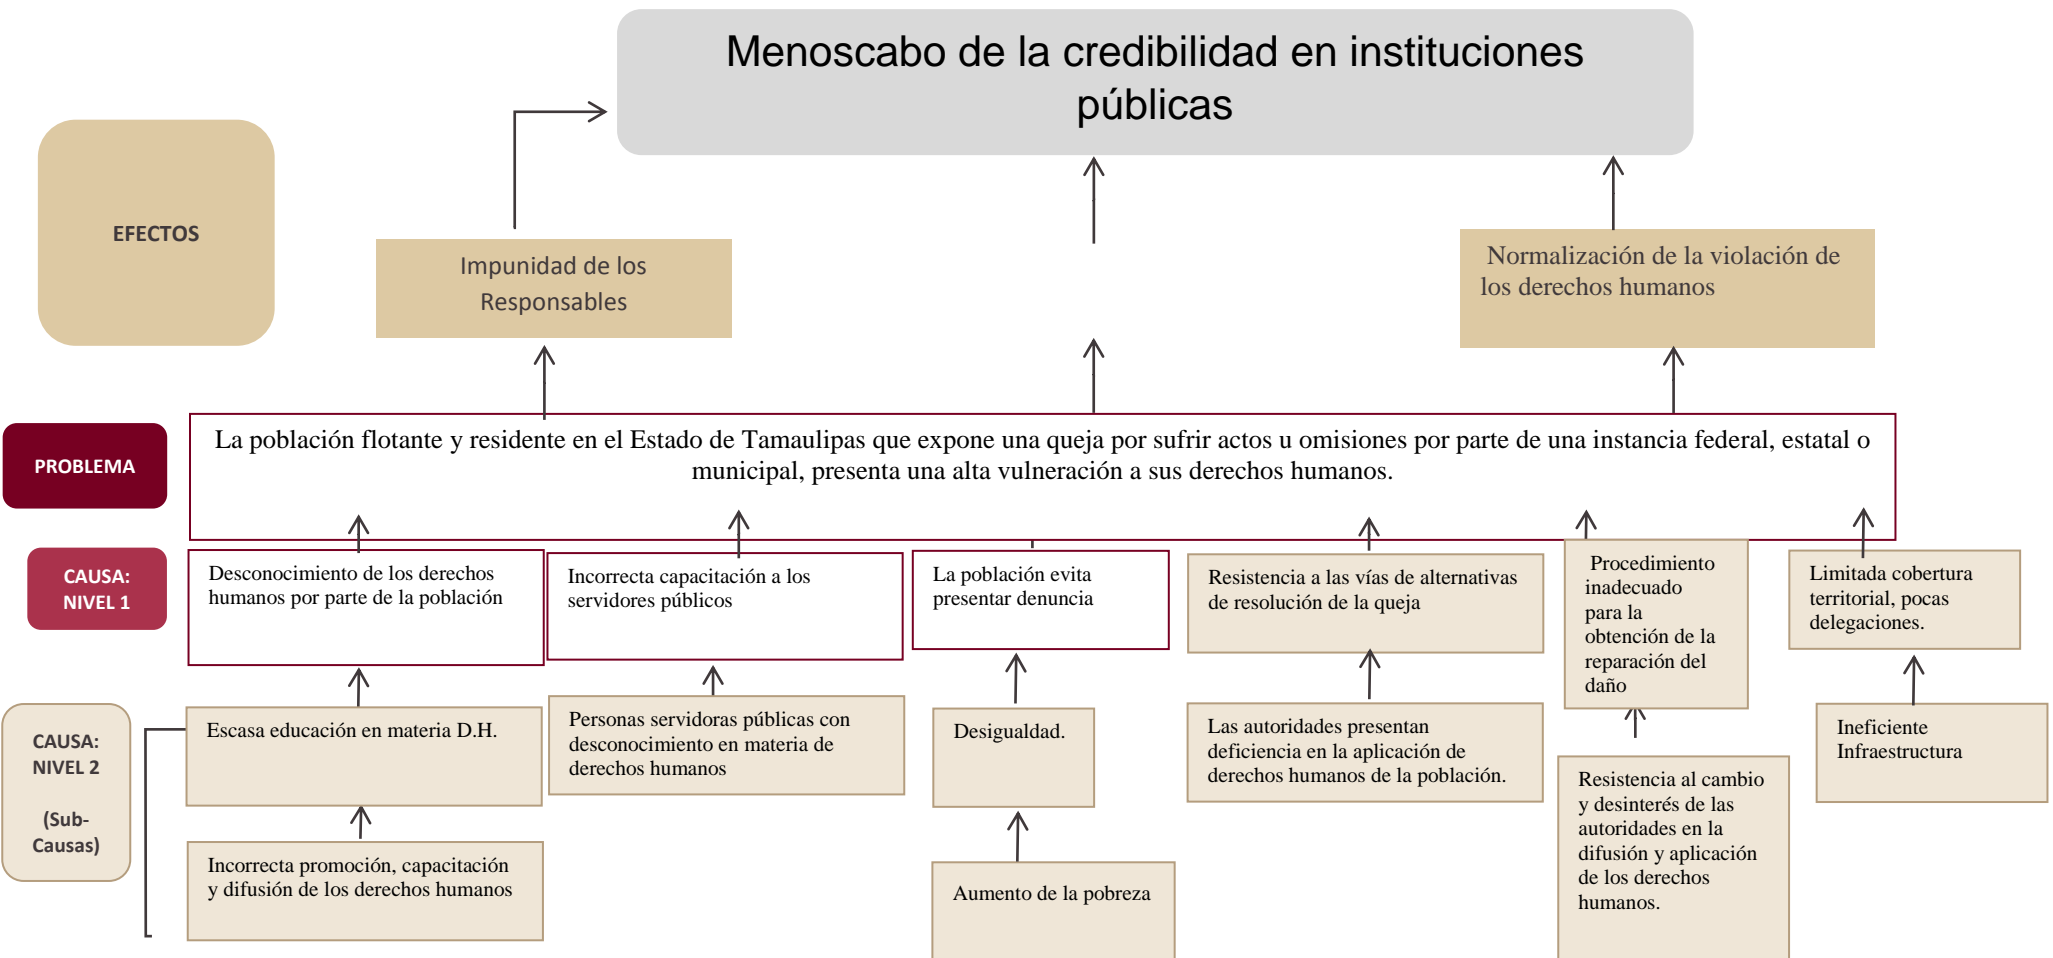 Menoscabo de la credibilidad en instituciones
públicas
EFECTOS
Impunidad de los
Responsables
Normalización de la violación de
los derechos humanos
PROBLEMA
La población flotante y residente en el Estado de Tamaulipas que expone una queja por sufrir actos u omisiones por parte de una instancia federal, estatal o
municipal, presenta una alta vulneración a sus derechos humanos.
CAUSA:
NIVEL 1
Desconocimiento de los derechos
humanos por parte de la población
Incorrecta capacitación a los
servidores públicos
La población evita
presentar denuncia
Resistencia a las vías de alternativas
de resolución de la queja
Procedimiento
inadecuado
para la
obtención de la
reparación del
daño
Limitada cobertura
territorial, pocas
delegaciones.
CAUSA:
NIVEL 2
(Sub-
Causas)
Escasa educación en materia D.H.
Personas servidoras públicas con
desconocimiento en materia de
derechos humanos
Desigualdad.
Las autoridades presentan
deficiencia en la aplicación de
derechos humanos de la población.
Resistencia al cambio
y desinterés de las
autoridades en la
difusión y aplicación
de los derechos
humanos.
Ineficiente
Infraestructura
Incorrecta promoción, capacitación
y difusión de los derechos humanos
Aumento de la pobreza